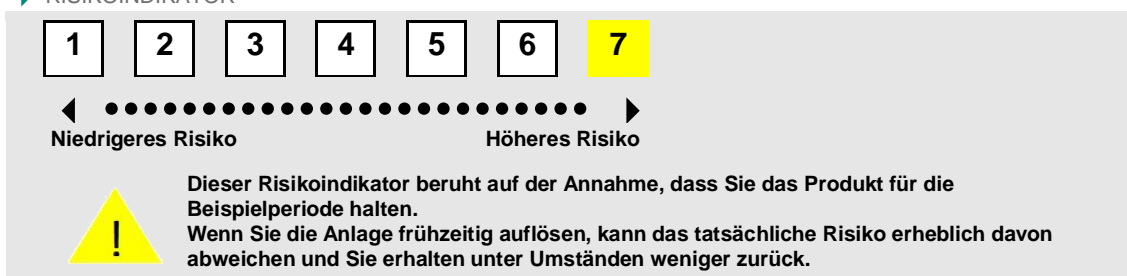 RISIKOINDIKATOR
1 2 3 4 5 6 7
Niedrigeres Risiko Höheres Risiko
Dieser Risikoindikator beruht auf der Annahme, dass Sie das Produkt für die
Beispielperiode halten.
Wenn Sie die Anlage frühzeitig auflösen, kann das tatsächliche Risiko erheblich davon
abweichen und Sie erhalten unter Umständen weniger zurück.
!